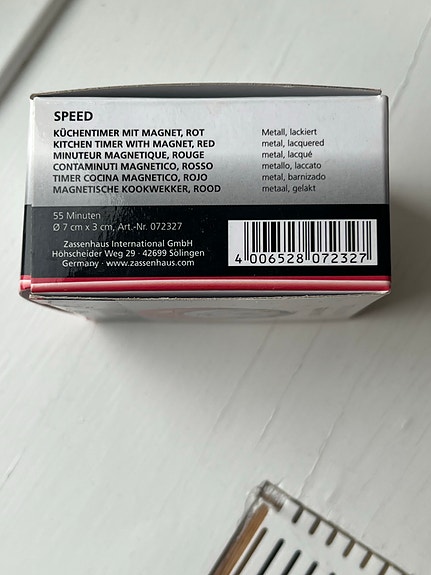 SPEED
KÜCHENTIMER MIT MAGNET, ROT Metall, lackiert
KITCHEN TIMER WITH MAGNET, RED metal, lacquered
MINUTEUR MAGNETIQUE, ROUGE metal, lacqué
CONTAMINUTI MAGNETICO, ROSSO metallo, laccato
TIMER COCINA MAGNETICO, ROJO metal, barnizado
MAGNETISCHE KOOKWEKKER, ROOD metaal, gelakt
55 Minuten
Ø 7 cm x 3 cm, Art.-Nr. 072327
Zassenhaus International GmbH
Höhscheider Weg 29 · 42699 Solingen
Germany · www.zassenhaus.com
4 006528 072327